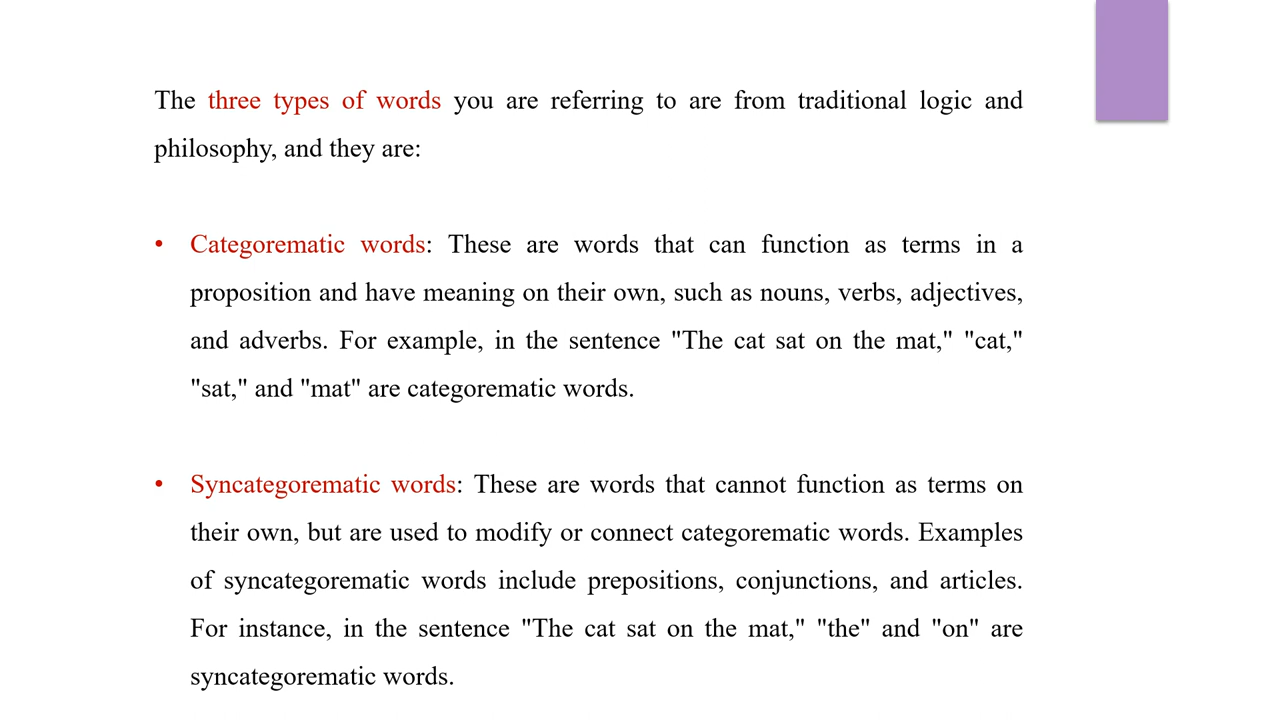 The three types of words you are referring to are from traditional logic and
philosophy, and they are:
• Categorematic words: These are words that can function as terms in a
proposition and have meaning on their own, such as nouns, verbs, adjectives,
and adverbs. For example, in the sentence "The cat sat on the mat," "cat,"
"sat," and "mat" are categorematic words.
• Syncategorematic words: These are words that cannot function as terms on
their own, but are used to modify or connect categorematic words. Examples
of syncategorematic words include prepositions, conjunctions, and articles.
For instance, in the sentence "The cat sat on the mat," "the" and "on" are
syncategorematic words.